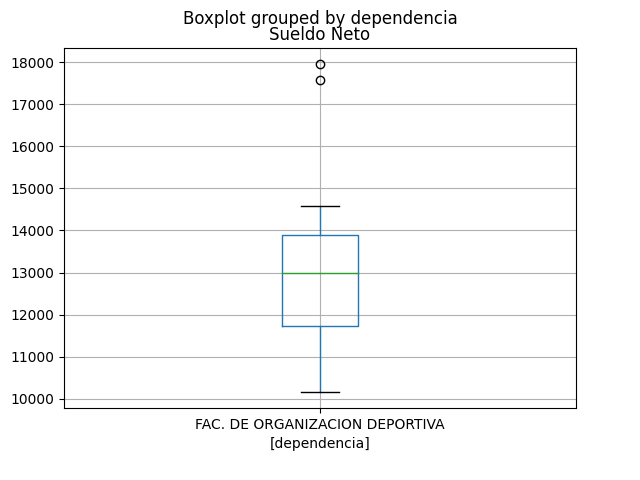 Boxplot grouped by dependencia
Sueldo Neto
18000
17000
16000
15000
14000
13000
12000
11000
10000
FAC. DE ORGANIZACION DEPORTIVA
[dependencia]